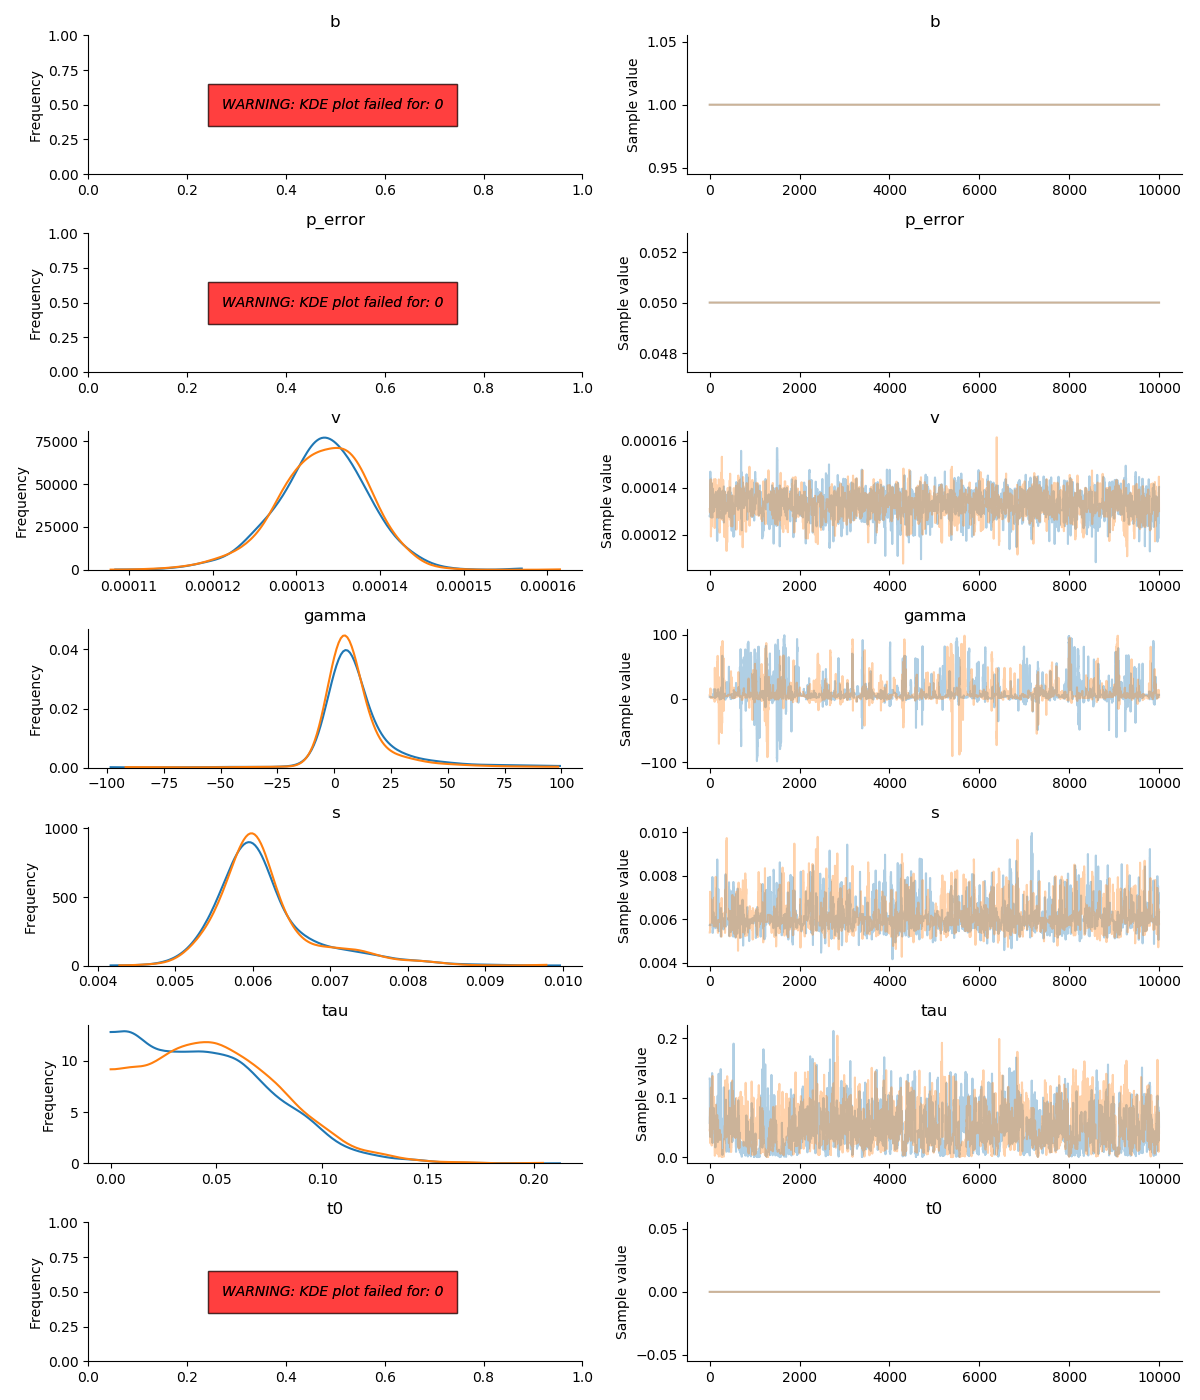 b
b
1.00
0.75
0.50
0.25
0.00
Frequency
WARNING: KDE plot failed for: 0
0.0 0.2 0.4 0.6 0.8 1.0
1.05
1.00
0.95
Sample value
0 2000 4000 6000 8000 10000
p_error
p_error
1.00
0.75
0.50
0.25
0.00
Frequency
WARNING: KDE plot failed for: 0
0.0 0.2 0.4 0.6 0.8 1.0
0.052
0.050
0.048
Sample value
0 2000 4000 6000 8000 10000
v
v
75000
50000
25000
0
Frequency
0.00011 0.00012 0.00013 0.00014 0.00015 0.00016
0.00016
0.00014
0.00012
Sample value
0 2000 4000 6000 8000 10000
gamma
gamma
0.04
0.02
0.00
Frequency
−100 −75 −50 −25 0 25 50 75 100
100
0
−100
Sample value
0 2000 4000 6000 8000 10000
s
s
1000
500
0
Frequency
0.004 0.005 0.006 0.007 0.008 0.009 0.010
0.010
0.008
0.006
0.004
Sample value
0 2000 4000 6000 8000 10000
tau
tau
10
5
0
Frequency
0.00 0.05 0.10 0.15 0.20
0.2
0.1
0.0
Sample value
0 2000 4000 6000 8000 10000
t0
t0
1.00
0.75
0.50
0.25
0.00
Frequency
WARNING: KDE plot failed for: 0
0.0 0.2 0.4 0.6 0.8 1.0
0.05
0.00
−0.05
Sample value
0 2000 4000 6000 8000 10000